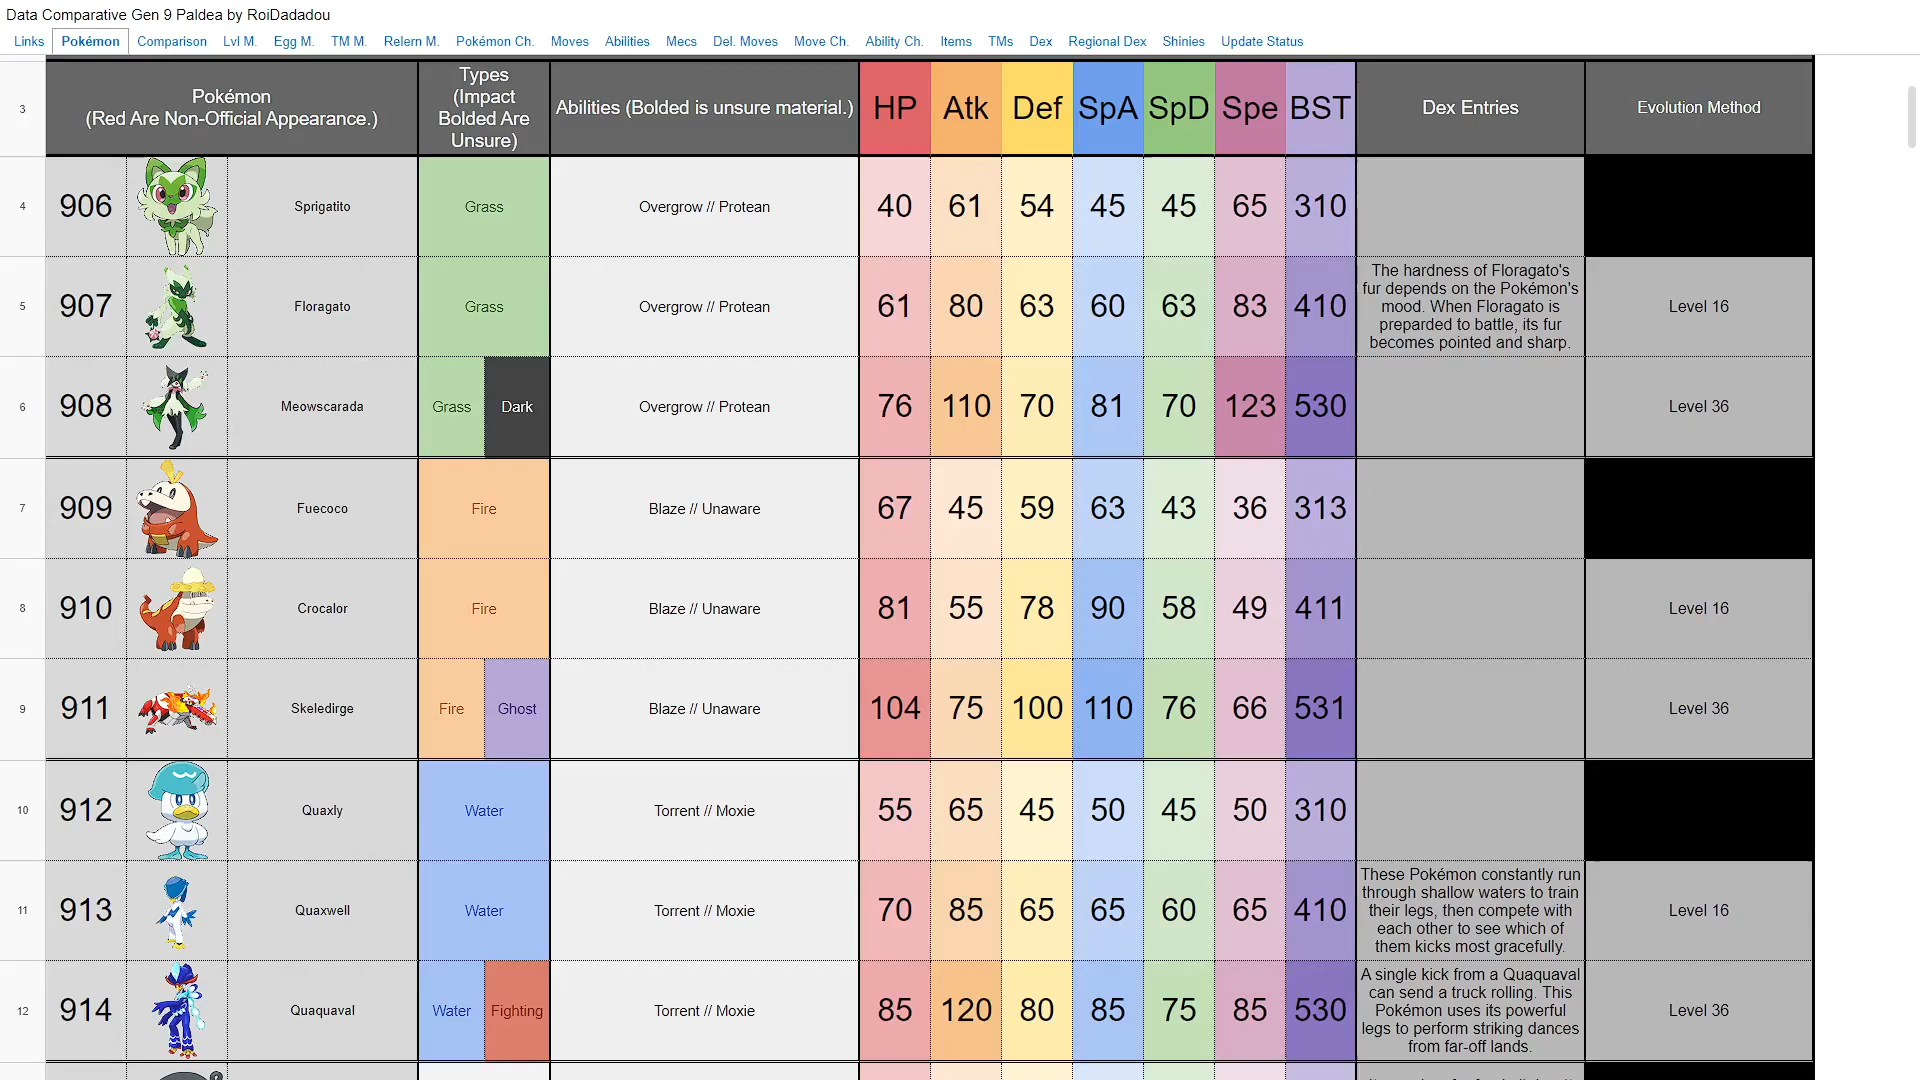 Data Comparative Gen 9 Paldea by RoiDadadou
Links Pokémon Comparison Lvl M. Egg M. TM M. Relern M. Pokémon Ch. Moves Abilities Mecs Del. Moves Move Ch. Ability Ch. Items TMs Dex Regional Dex Shinies Update Status
3
Pokémon
(Red Are Non-Official Appearance.)
Types
(Impact
Bolded Are
Unsure)
Abilities (Bolded is unsure material.)
HP Atk Def SpA SpD Spe BST
Dex Entries
Evolution Method
4 906 Sprigatito Grass Overgrow // Protean 40 61 54 45 45 65 310
5 907 Floragato Grass Overgrow // Protean 61 80 63 60 63 83 410
The hardness of Floragato's
fur depends on the Pokémon's
mood. When Floragato is
preparded to battle, its fur
becomes pointed and sharp.
Level 16
6 908 Meowscarada Grass Dark Overgrow // Protean 76 110 70 81 70 123 530 Level 36
7 909 Fuecoco Fire Blaze // Unaware 67 45 59 63 43 36 313
8 910 Crocalor Fire Blaze // Unaware 81 55 78 90 58 49 411 Level 16
9 911 Skeledirge Fire Ghost Blaze // Unaware 104 75 100 110 76 66 531 Level 36
10 912 Quaxly Water Torrent // Moxie 55 65 45 50 45 50 310
11 913 Quaxwell Water Torrent // Moxie 70 85 65 65 60 65 410
These Pokémon constantly run
through shallow waters to train
their legs, then compete with
each other to see which of
them kicks most gracefully.
Level 16
12 914 Quaquaval Water Fighting Torrent // Moxie 85 120 80 85 75 85 530
A single kick from a Quaquaval
can send a truck rolling. This
Pokémon uses its powerful
legs to perform striking dances
from far-off lands.
Level 36